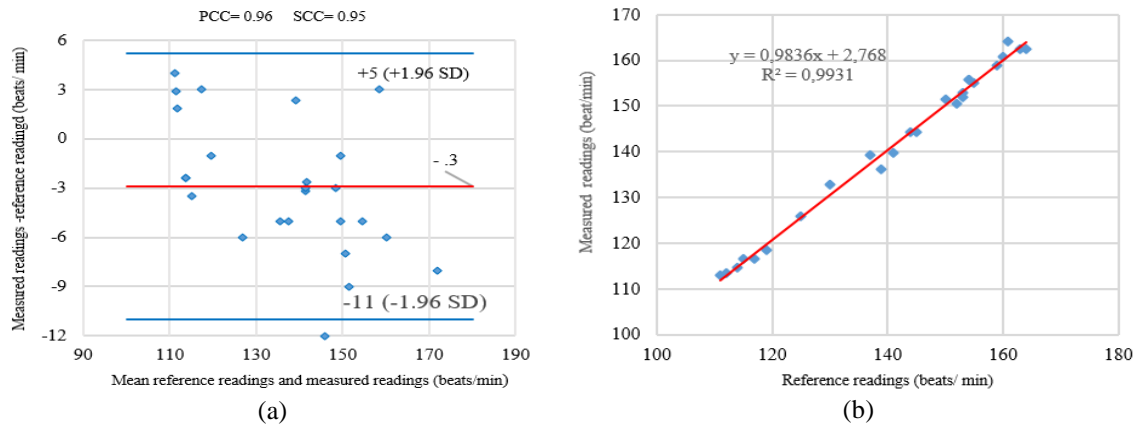 PCC= 0.96 SCC= 0.95
6
3
0
-3
-6
-9
-12
90
110
130
150
170
190
Measured readings -reference readingd (beats/ min)
+5 (+1.96 SD)
- .3
-11 (-1.96 SD)
Mean reference readings and measured readings (beats/min)
(a)
170
160
150
140
130
120
110
100
100
120
140
160
180
Measured readings (beat/min)
y = 0,9836x + 2,768
R² = 0,9931
Reference readings (beats/ min)
(b)